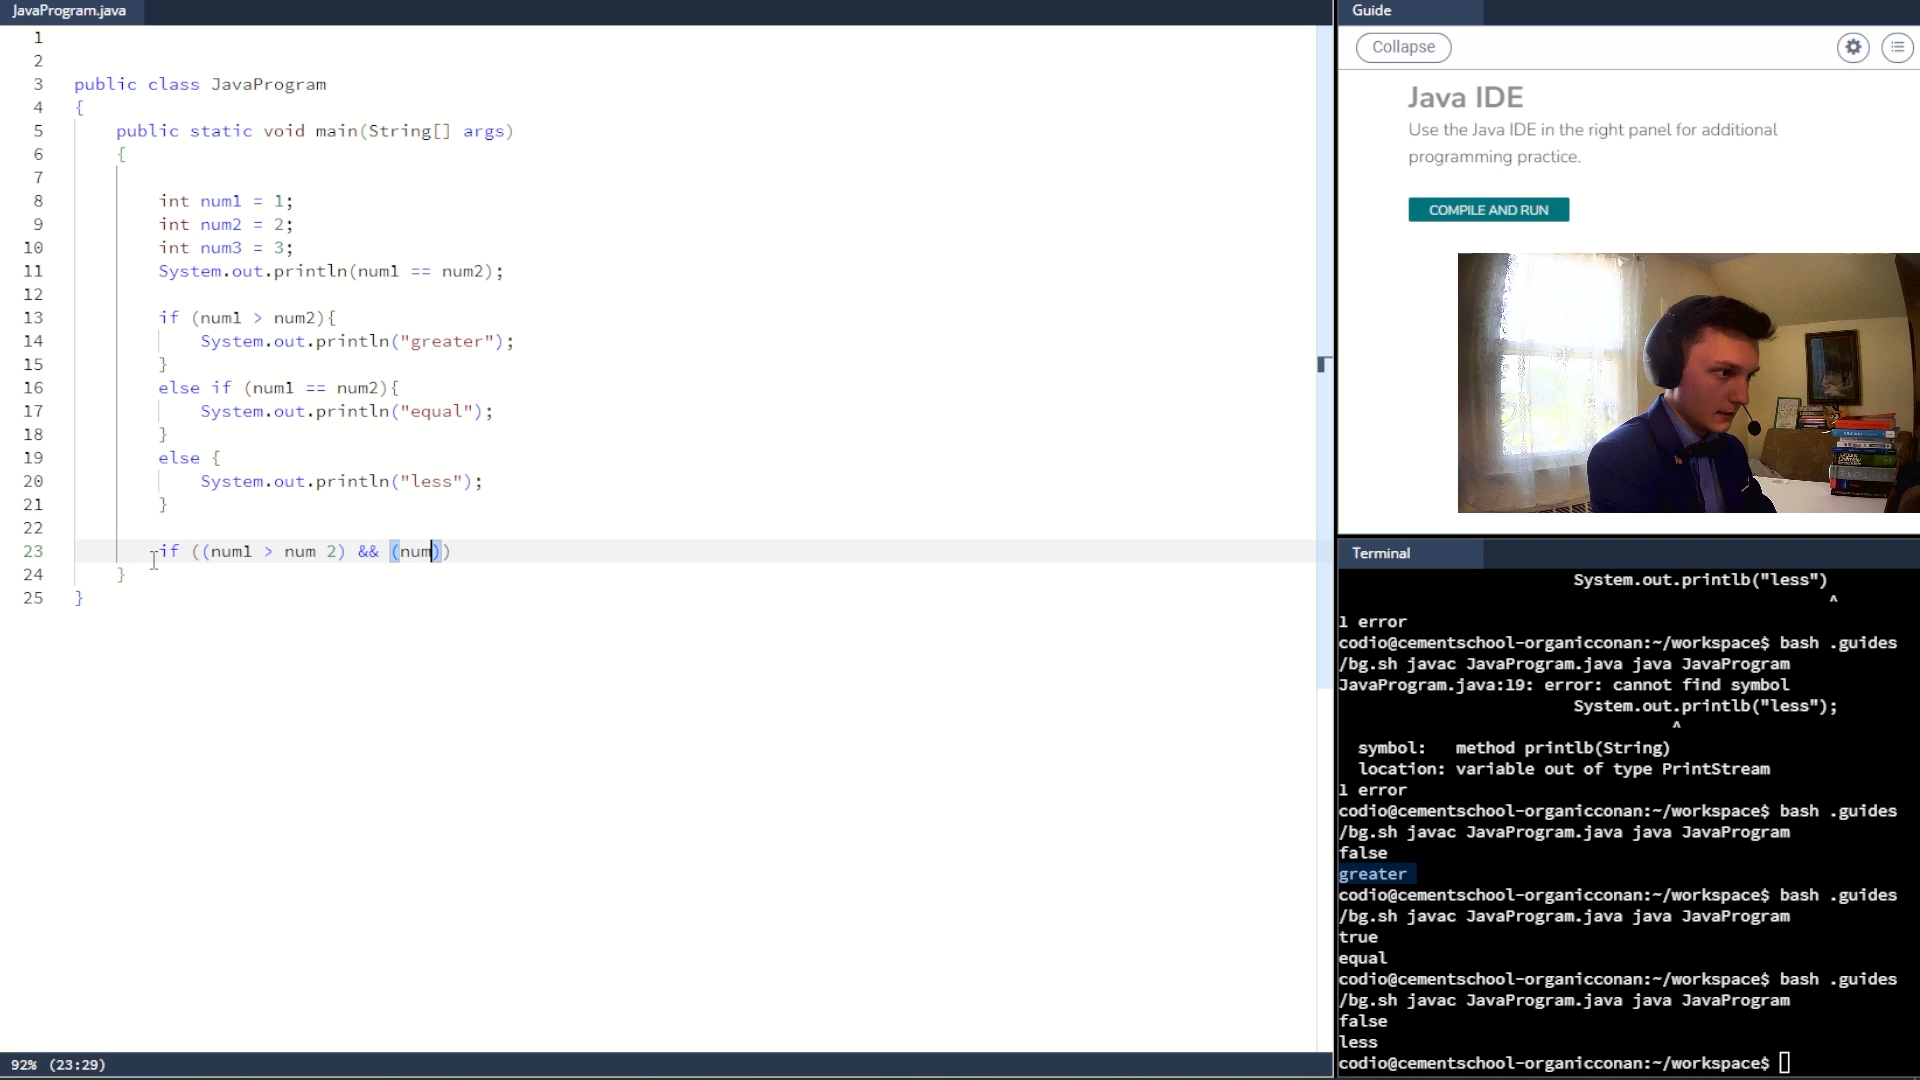 JavaProgram.java
1
2
3 public class JavaProgram
4 {
5 public static void main(String[] args)
6 {
7
8 int num1 = 1;
9 int num2 = 2;
10 int num3 = 3;
11 System.out.println(num1 == num2);
12
13 if (num1 > num2){
14 System.out.println("greater");
15 }
16 else if (num1 == num2){
17 System.out.println("equal");
18 }
19 else {
20 System.out.println("less");
21 }
22
23 if ((num1 > num 2) && (num))
24 }
25 }
92% (23:29)
Guide
Collapse
Java IDE
Use the Java IDE in the right panel for additional
programming practice.
COMPILE AND RUN
Terminal
System.out.printlb("less")
^
1 error
codio@cementschool-organicconan:~/workspace$ bash .guides
/bg.sh javac JavaProgram.java java JavaProgram
JavaProgram.java:19: error: cannot find symbol
System.out.printlb("less");
^
symbol: method printlb(String)
location: variable out of type PrintStream
1 error
codio@cementschool-organicconan:~/workspace$ bash .guides
/bg.sh javac JavaProgram.java java JavaProgram
false
greater
codio@cementschool-organicconan:~/workspace$ bash .guides
/bg.sh javac JavaProgram.java java JavaProgram
true
equal
codio@cementschool-organicconan:~/workspace$ bash .guides
/bg.sh javac JavaProgram.java java JavaProgram
false
less
codio@cementschool-organicconan:~/workspace$